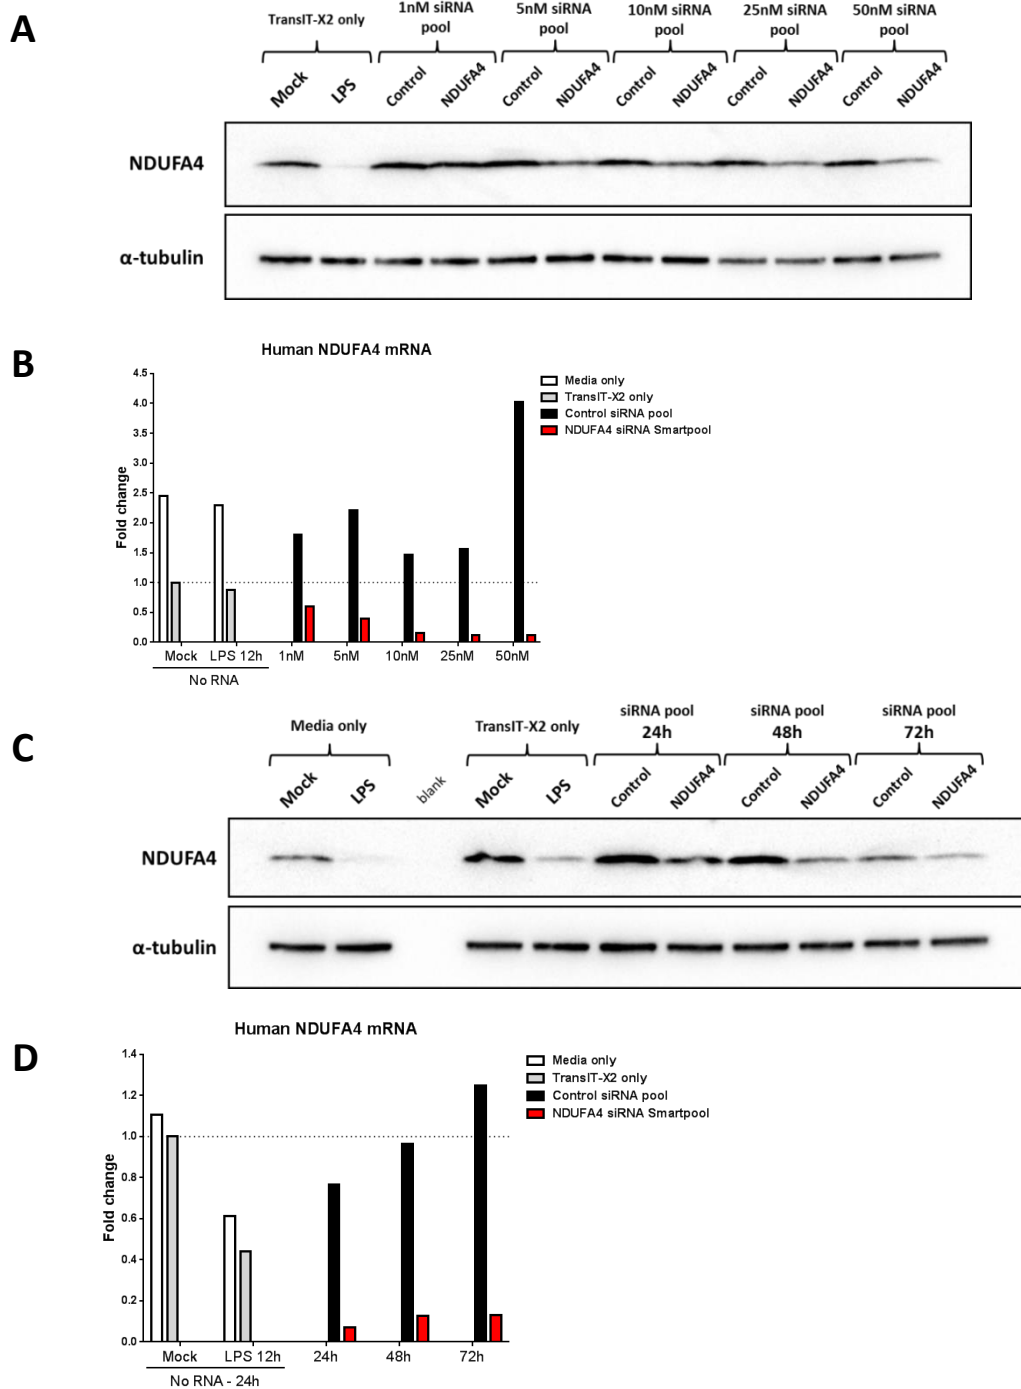 A
TransIT-X2 only
1nM siRNA pool
5nM siRNA pool
10nM siRNA pool
25nM siRNA pool
50nM siRNA pool
Mock LPS Control NDUFA4 Control NDUFA4 Control NDUFA4 Control NDUFA4 Control NDUFA4
NDUFA4
α-tubulin
B
Human NDUFA4 mRNA
Fold change
4.5
4.0
3.5
3.0
2.5
2.0
1.5
1.0
0.5
0.0
Media only
TransIT-X2 only
Control siRNA pool
NDUFA4 siRNA Smartpool
Mock LPS 12h 1nM 5nM 10nM 25nM 50nM
No RNA
C
Media only
TransIT-X2 only
siRNA pool 24h
siRNA pool 48h
siRNA pool 72h
Mock LPS blank Mock LPS Control NDUFA4 Control NDUFA4 Control NDUFA4
NDUFA4
α-tubulin
D
Human NDUFA4 mRNA
Fold change
1.4
1.2
1.0
0.8
0.6
0.4
0.2
0.0
Media only
TransIT-X2 only
Control siRNA pool
NDUFA4 siRNA Smartpool
Mock LPS 12h 24h 48h 72h
No RNA - 24h